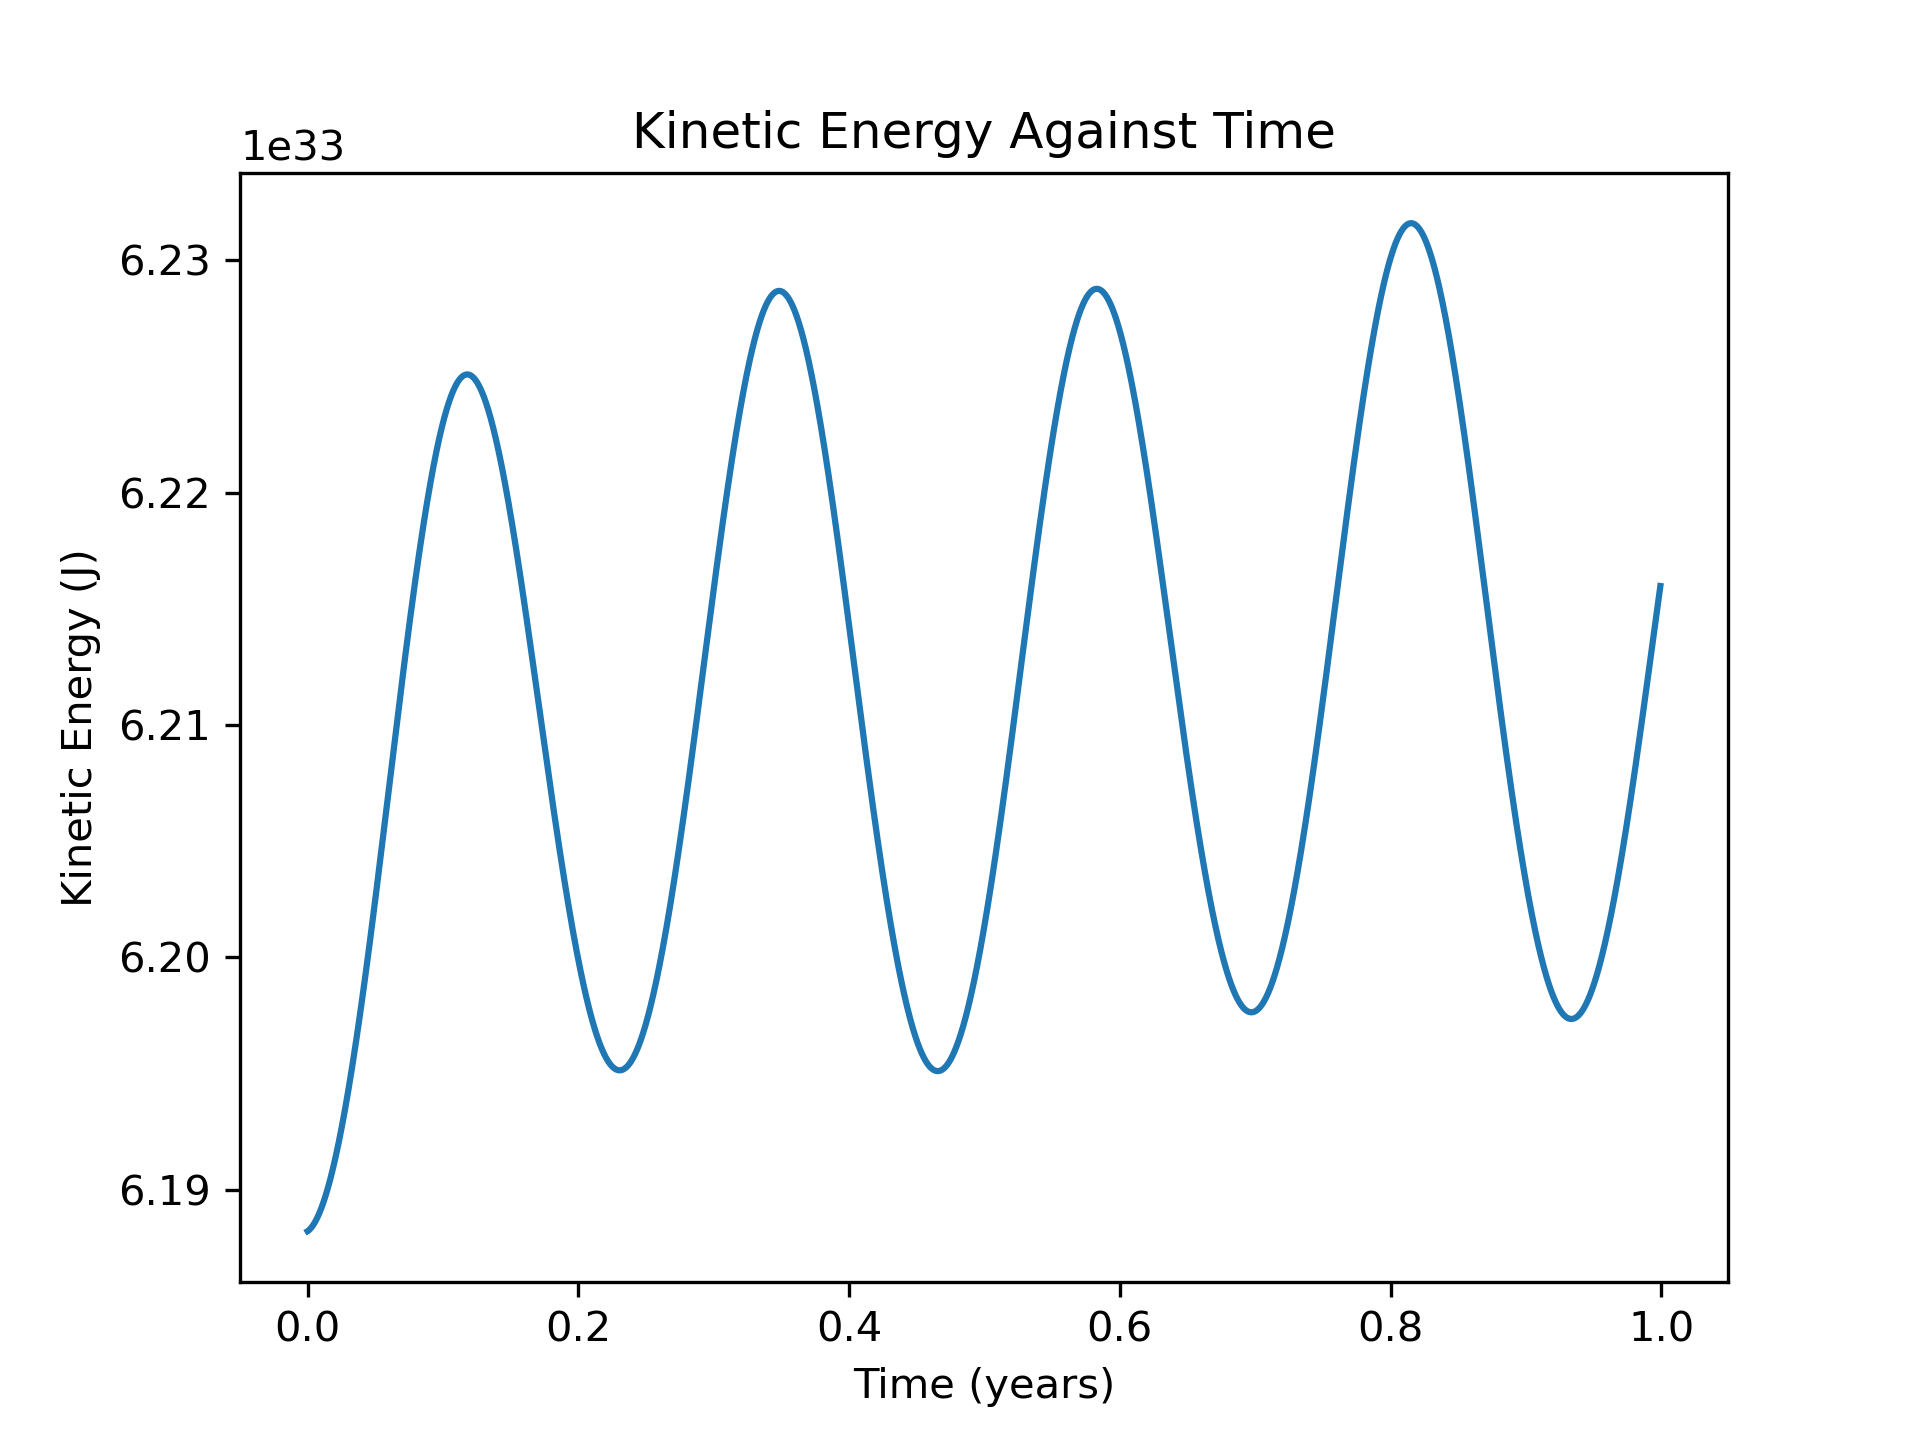 Kinetic Energy Against Time
1e33
6.23
6.22
6.21
6.20
6.19
Kinetic Energy (J)
0.0 0.2 0.4 0.6 0.8 1.0
Time (years)